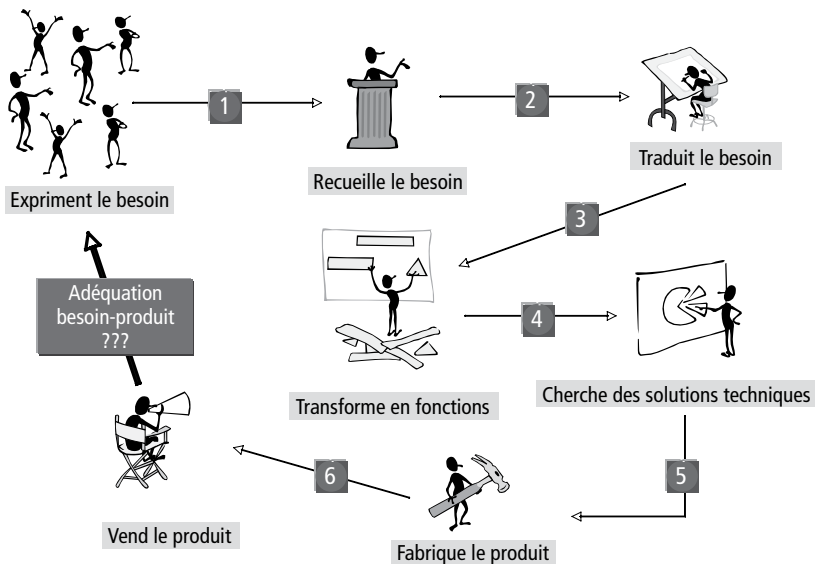 1
2
Expriment le besoin
Recueille le besoin
Traduit le besoin
3
Adéquation
besoin-produit
???
4
Transforme en fonctions
Cherche des solutions techniques
5
6
Vend le produit
Fabrique le produit